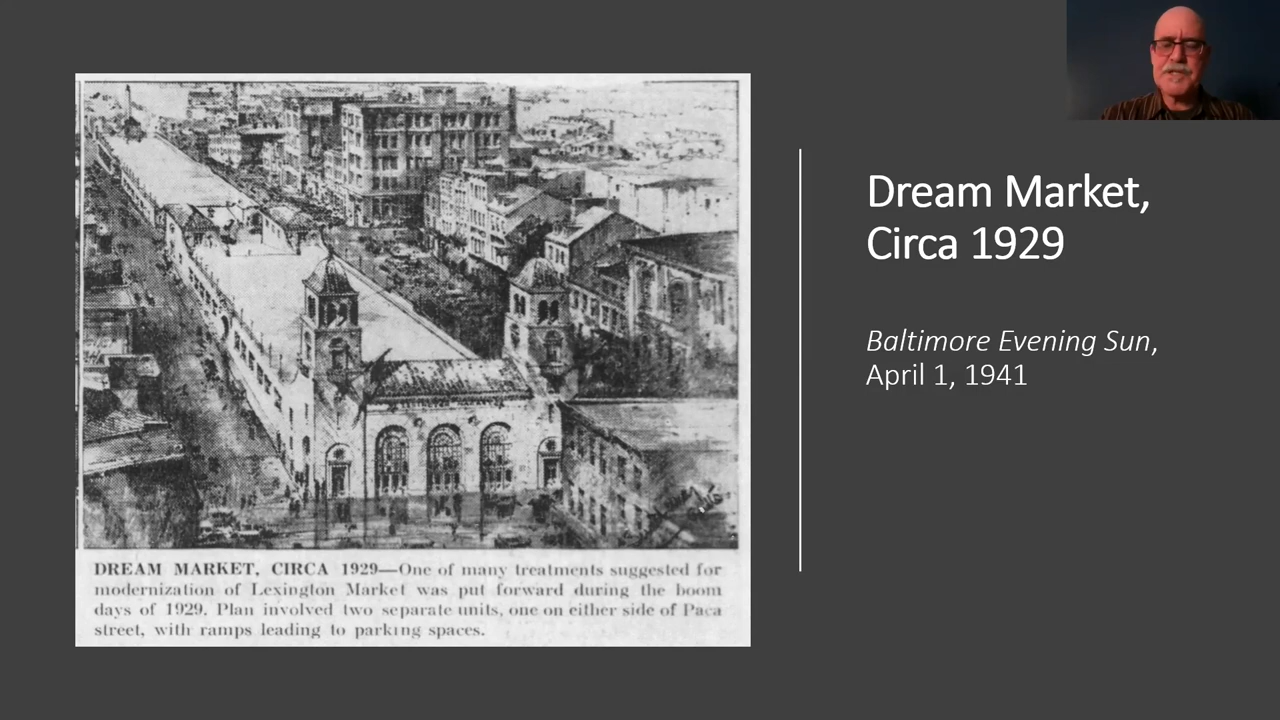 DREAM MARKET, CIRCA 1929—One of many treatments suggested for
modernization of Lexington Market was put forward during the boom
days of 1929. Plan involved two separate units, one on either side of Paca
street, with ramps leading to parking spaces.
Dream Market,
Circa 1929
Baltimore Evening Sun,
April 1, 1941